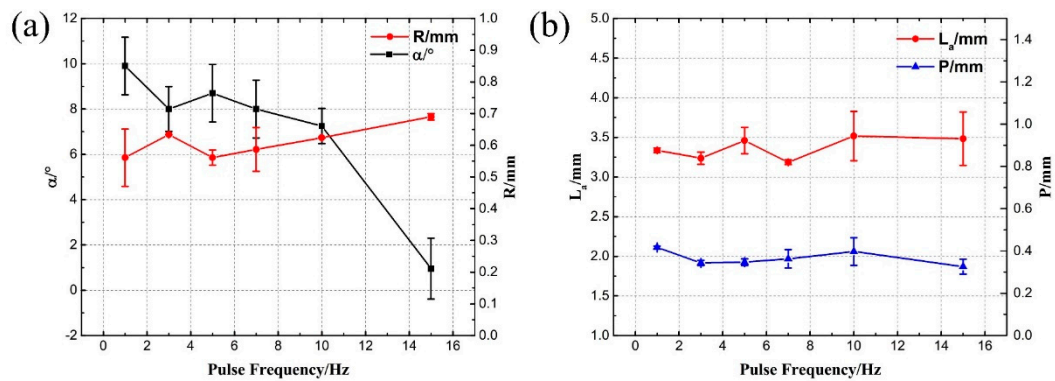 (a)
12
10
8
6
4
2
0
-2
α/°
R/mm
α/°
1.0
0.9
0.8
0.7
0.6
0.5
0.4
0.3
0.2
0.1
0.0
R/mm
0 2 4 6 8 10 12 14 16
Pulse Frequency/Hz
(b)
5.0
4.5
4.0
3.5
3.0
2.5
2.0
1.5
1.0
Lₐ/mm
Lₐ/mm
P/mm
1.4
1.2
1.0
0.8
0.6
0.4
0.2
0.0
P/mm
0 2 4 6 8 10 12 14 16
Pulse Frequency/Hz